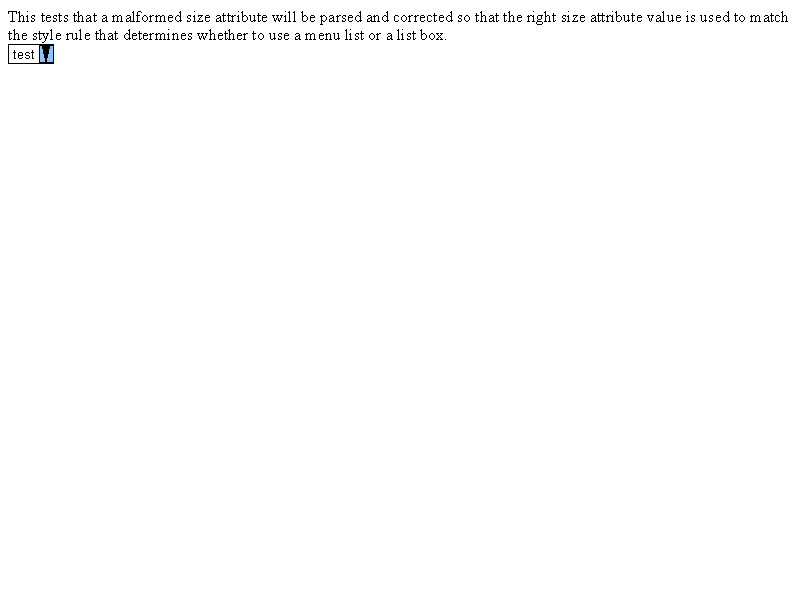 This tests that a malformed size attribute will be parsed and corrected so that the right size attribute value is used to match
the style rule that determines whether to use a menu list or a list box.
test